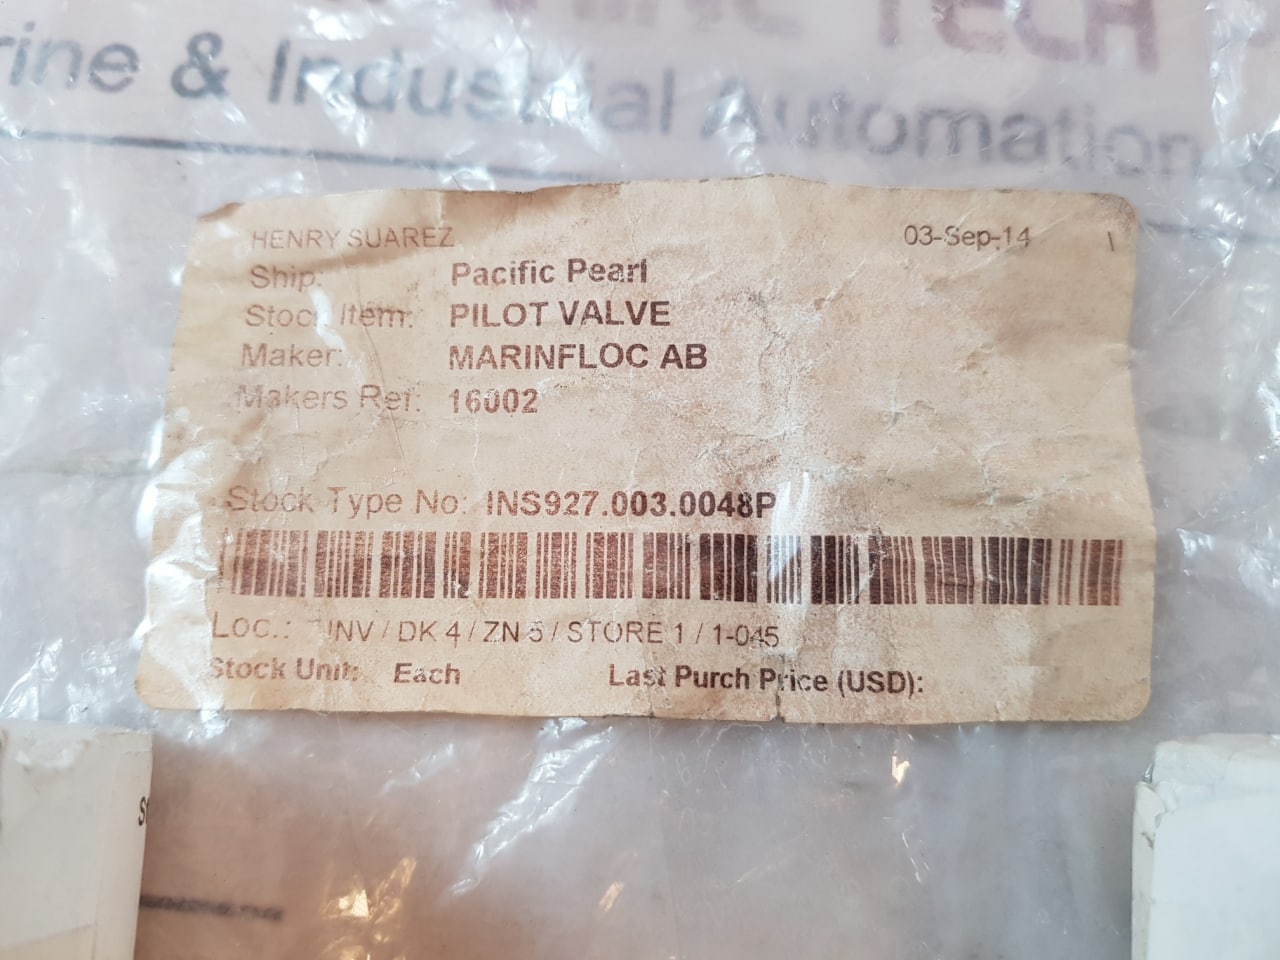 TECH
& Industrial Automation
HENRY SUAREZ 03-Sep-14
Ship: Pacific Pearl
Stock Item: PILOT VALVE
Maker: MARINFLOC AB
Makers Ref: 16002
Stock Type No: INS927.003.0048P
Loc.: INV / DK 4 / ZN 5 / STORE 1 / 1-045
Stock Unit: Each Last Purch Price (USD):